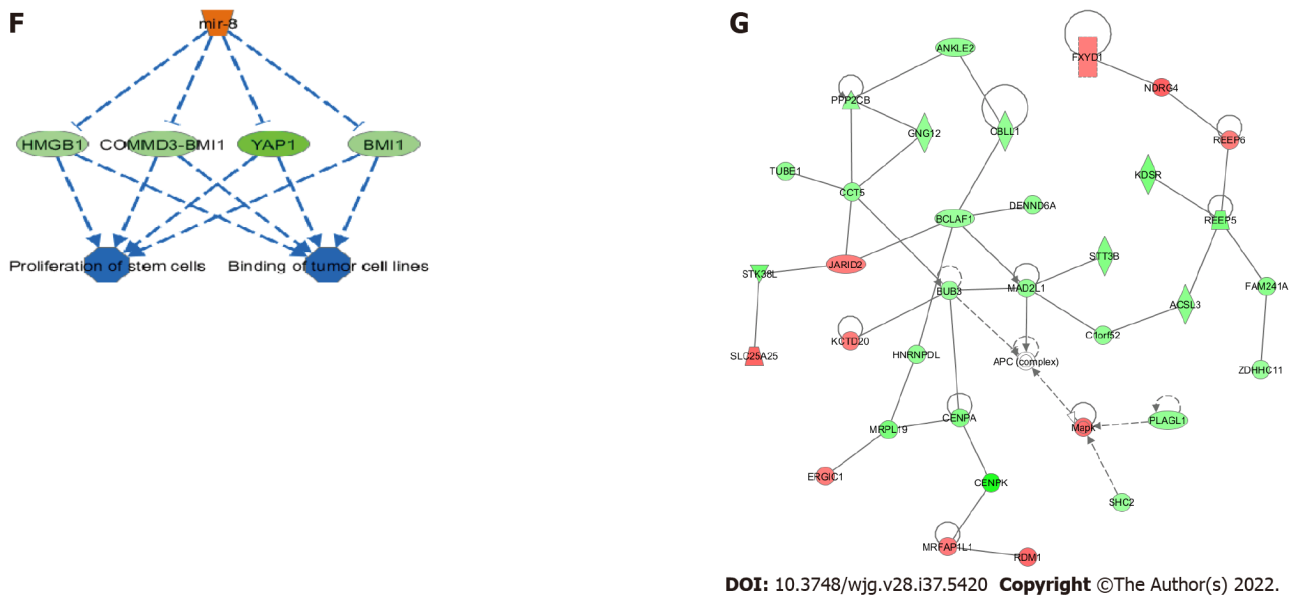 F
mir-8
HMGB1 COMMD3-BMI1 YAP1 BMI1
Proliferation of stem cells Binding of tumor cell lines
G
ANKLE2
FXYD1
NDRG4
PPP2CB
GNG12
CBLL1
REEP6
TUBE1
CCT5
KDSR
DENND6A
BCLAF1
REEP5
STK38L
JARID2
STT3B
BUB3
MAD2L1
ACSL3
FAM241A
KCTD20
C1orf52
SLC25A25
HNRNPDL
APC (complex)
ZDHHC11
MRPL19
CENPA
Mapk
PLAGL1
ERGIC1
CENPK
SHC2
MRFAP1L1
RDM1
DOI: 10.3748/wjg.v28.i37.5420 Copyright ©The Author(s) 2022.